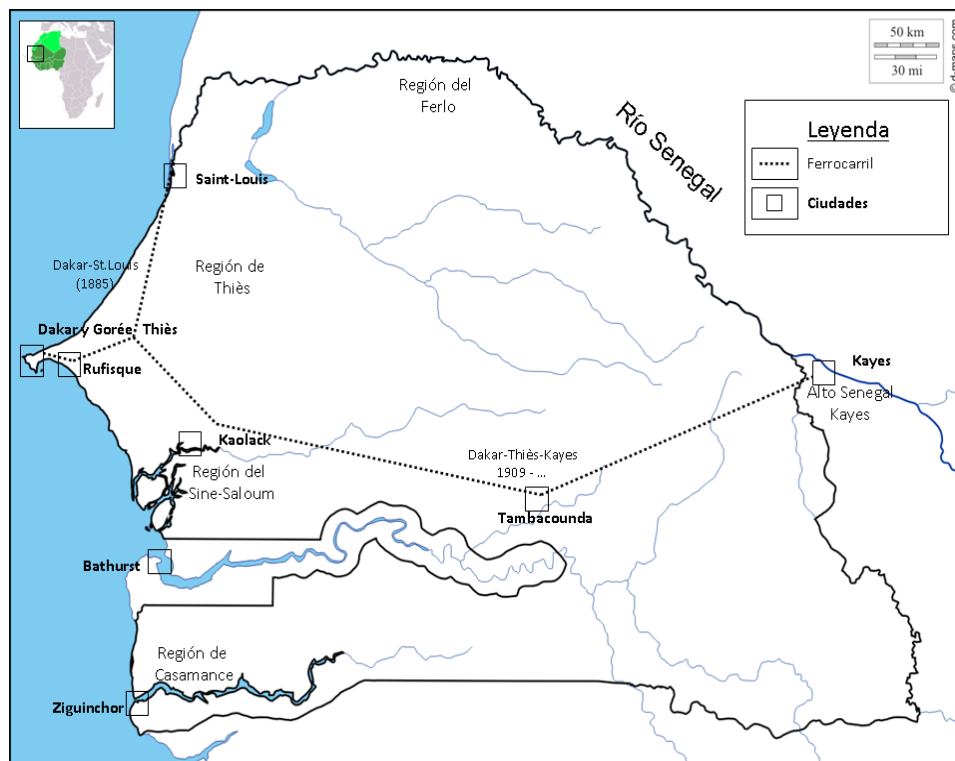 50 km
30 mi
© d-maps.com
Región del
Ferlo
Río Senegal
Leyenda
Ferrocarril
Ciudades
Saint-Louis
Dakar-St.Louis
(1885)
Región de
Thiès
Dakar y Gorée
Thiès
Rufisque
Kayes
Alto Senegal
Kayes
Kaolack
Dakar-Thiès-Kayes
1909 - ...
Región del
Sine-Saloum
Tambacounda
Bathurst
Región de
Casamance
Ziguinchor